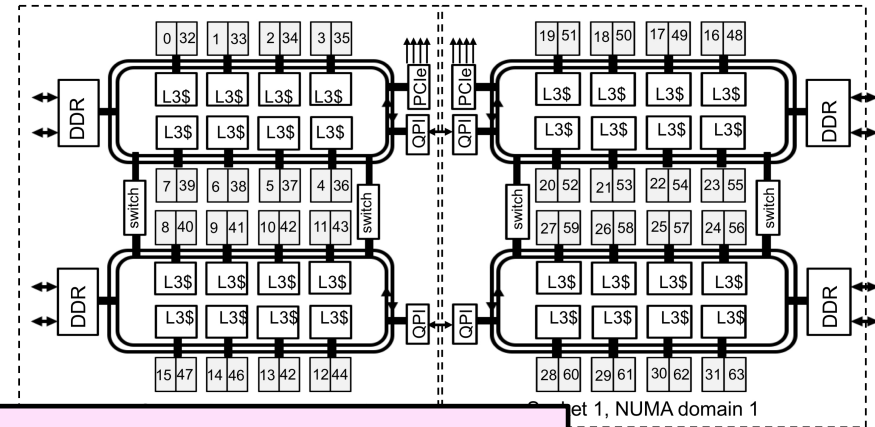 0 32 1 33 2 34 3 35
19 51 18 50 17 49 16 48
L3$ L3$ L3$ L3$
PCIe PCIe
L3$ L3$ L3$ L3$
DDR
DDR
L3$ L3$ L3$ L3$
QPI QPI
L3$ L3$ L3$ L3$
switch
7 39 6 38 5 37 4 36
switch
switch
20 52 21 53 22 54 23 55
switch
8 40 9 41 10 42 11 43
27 59 26 58 25 57 24 56
L3$ L3$ L3$ L3$
L3$ L3$ L3$ L3$
DDR
DDR
L3$ L3$ L3$ L3$
QPI QPI
L3$ L3$ L3$ L3$
15 47 14 46 13 42 12 44
28 60 29 61 30 62 31 63
1, NUMA domain 1